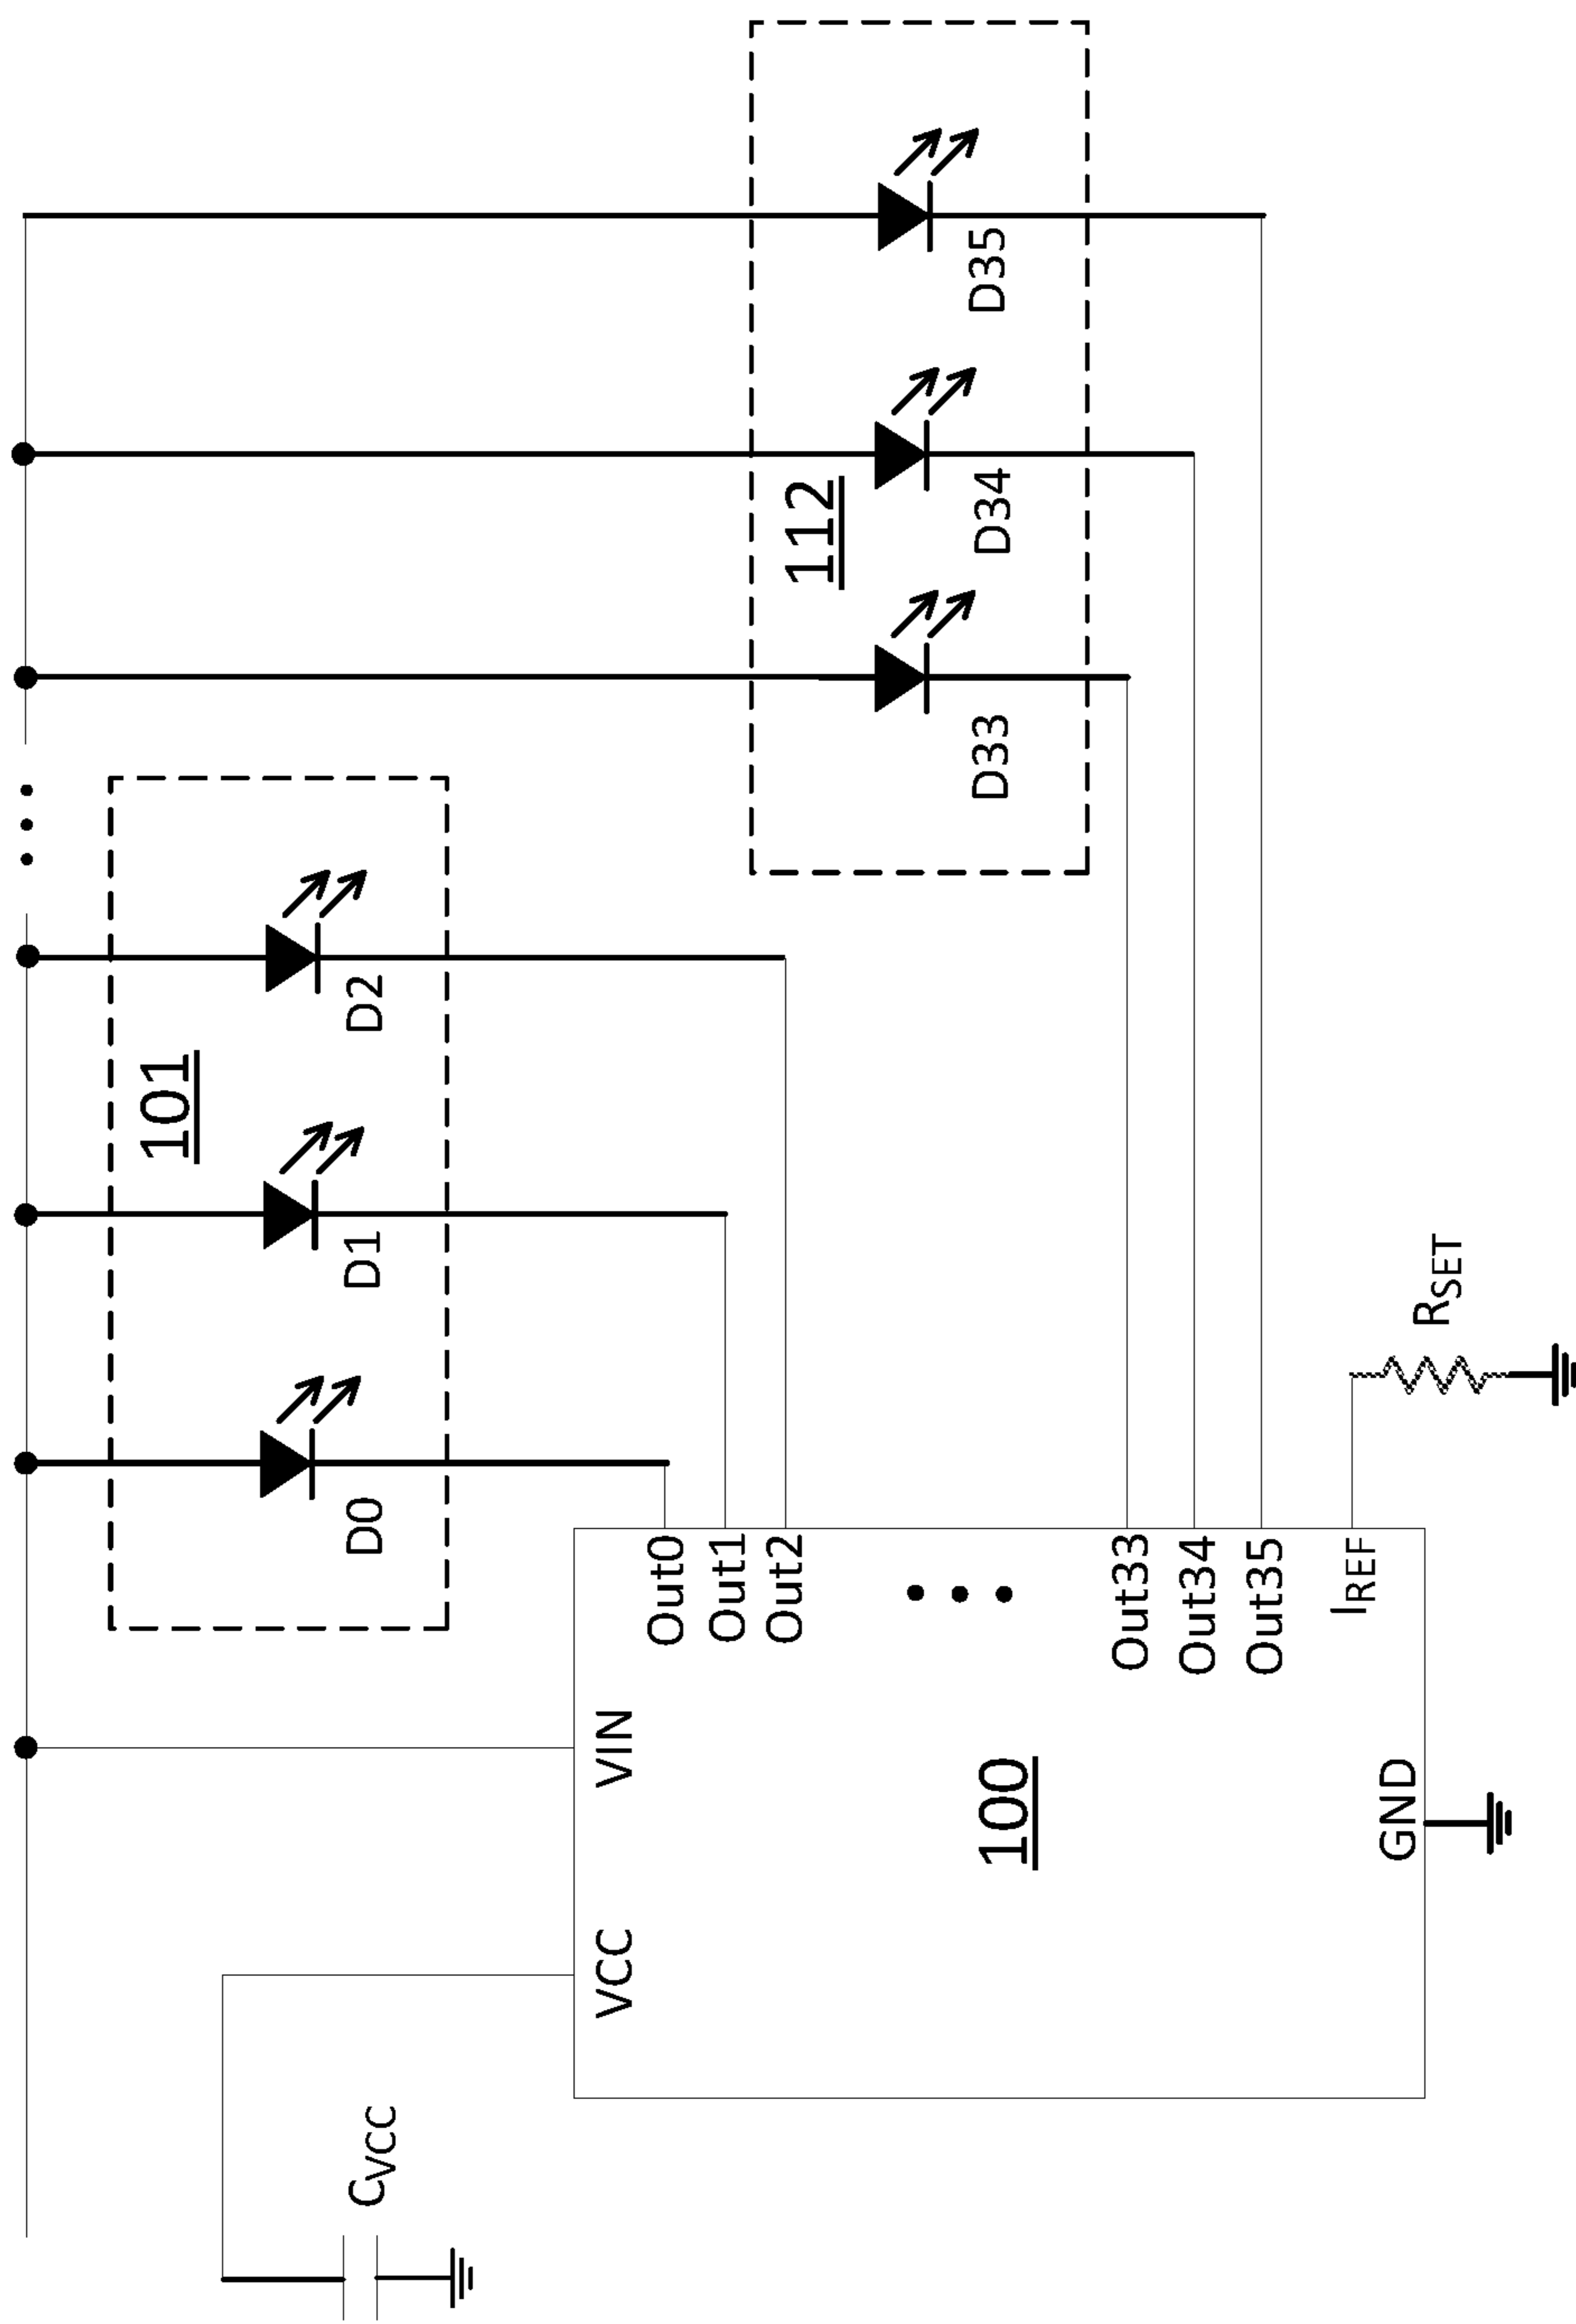 101
D0
D1
D2
112
D33
D34
D35
CVCC
VCC
VIN
100
GND
Out0
Out1
Out2
Out33
Out34
Out35
IREF
RSET